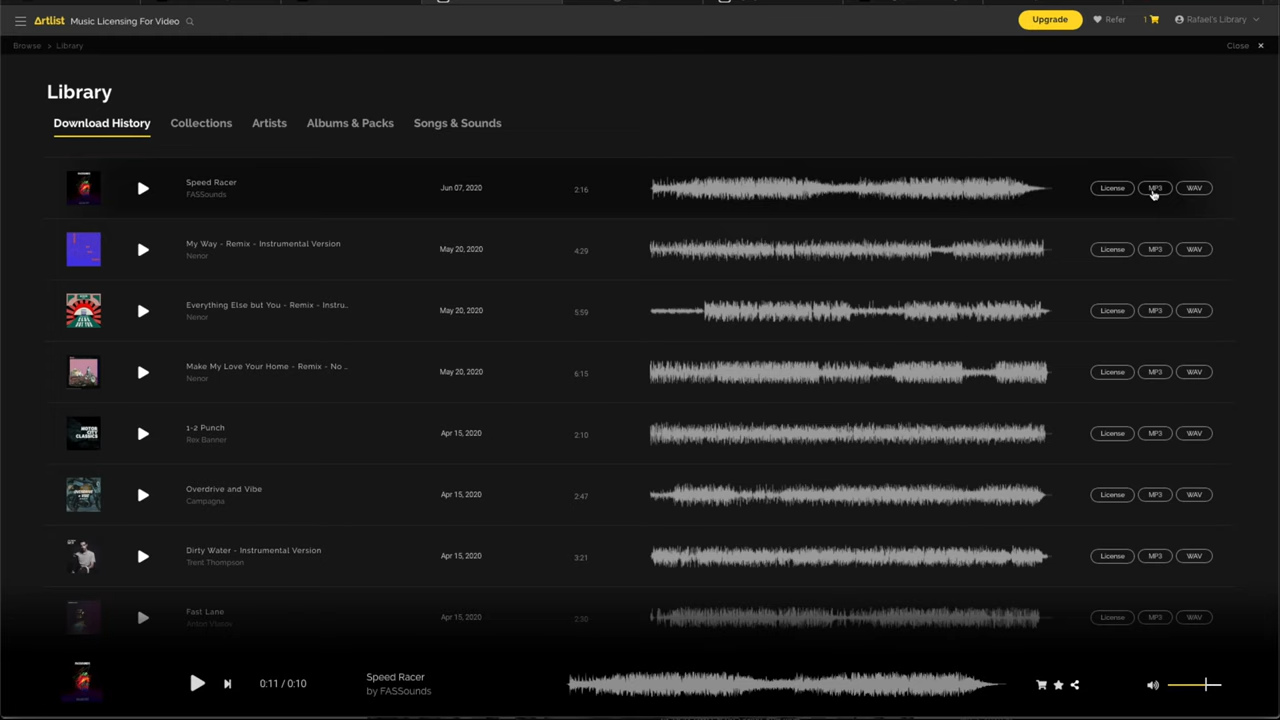 Artlist Music Licensing For Video
Upgrade Refer 1 Rafael's Library
Browse > Library
Close ×
Library
Download History Collections Artists Albums & Packs Songs & Sounds
Speed Racer
FASSounds
Jun 07, 2020 2:16 License MP3 WAV
My Way - Remix - Instrumental Version
Nenor
May 20, 2020 4:29 License MP3 WAV
Everything Else but You - Remix - Instru..
Nenor
May 20, 2020 5:59 License MP3 WAV
Make My Love Your Home - Remix - No ..
Nenor
May 20, 2020 6:15 License MP3 WAV
MOTOR CITY CLASSICS
1-2 Punch
Rex Banner
Apr 15, 2020 2:10 License MP3 WAV
Overdrive and Vibe
Campagna
Apr 15, 2020 2:47 License MP3 WAV
Dirty Water - Instrumental Version
Trent Thompson
Apr 15, 2020 3:21 License MP3 WAV
Fast Lane
Anton Vlasov
Apr 15, 2020 2:30 License MP3 WAV
0:11 / 0:10
Speed Racer
by FASSounds